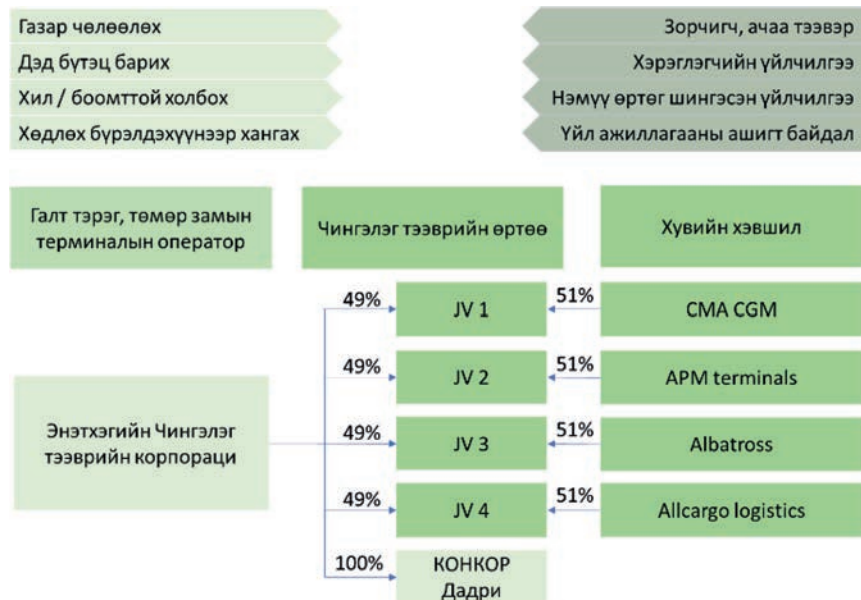 Газар чөлөөлөх
Дэд бүтэц барих
Хил / боомттой холбох
Хөдлөх бүрэлдэхүүнээр хангах
Зорчигч, ачаа тээвэр
Хэрэглэгчийн үйлчилгээ
Нэмүү өртөг шингэсэн үйлчилгээ
Үйл ажиллагааны ашигт байдал
Галт тэрэг, төмөр замын
терминалын оператор
Чингэлэг тээврийн өртөө
Хувийн хэвшил
49%
JV 1
51%
CMA CGM
49%
JV 2
51%
APM terminals
Энэтхэгийн Чингэлэг
тээврийн корпораци
49%
JV 3
51%
Albatross
49%
JV 4
51%
Allcargo logistics
100%
КОНКОР
Дадри